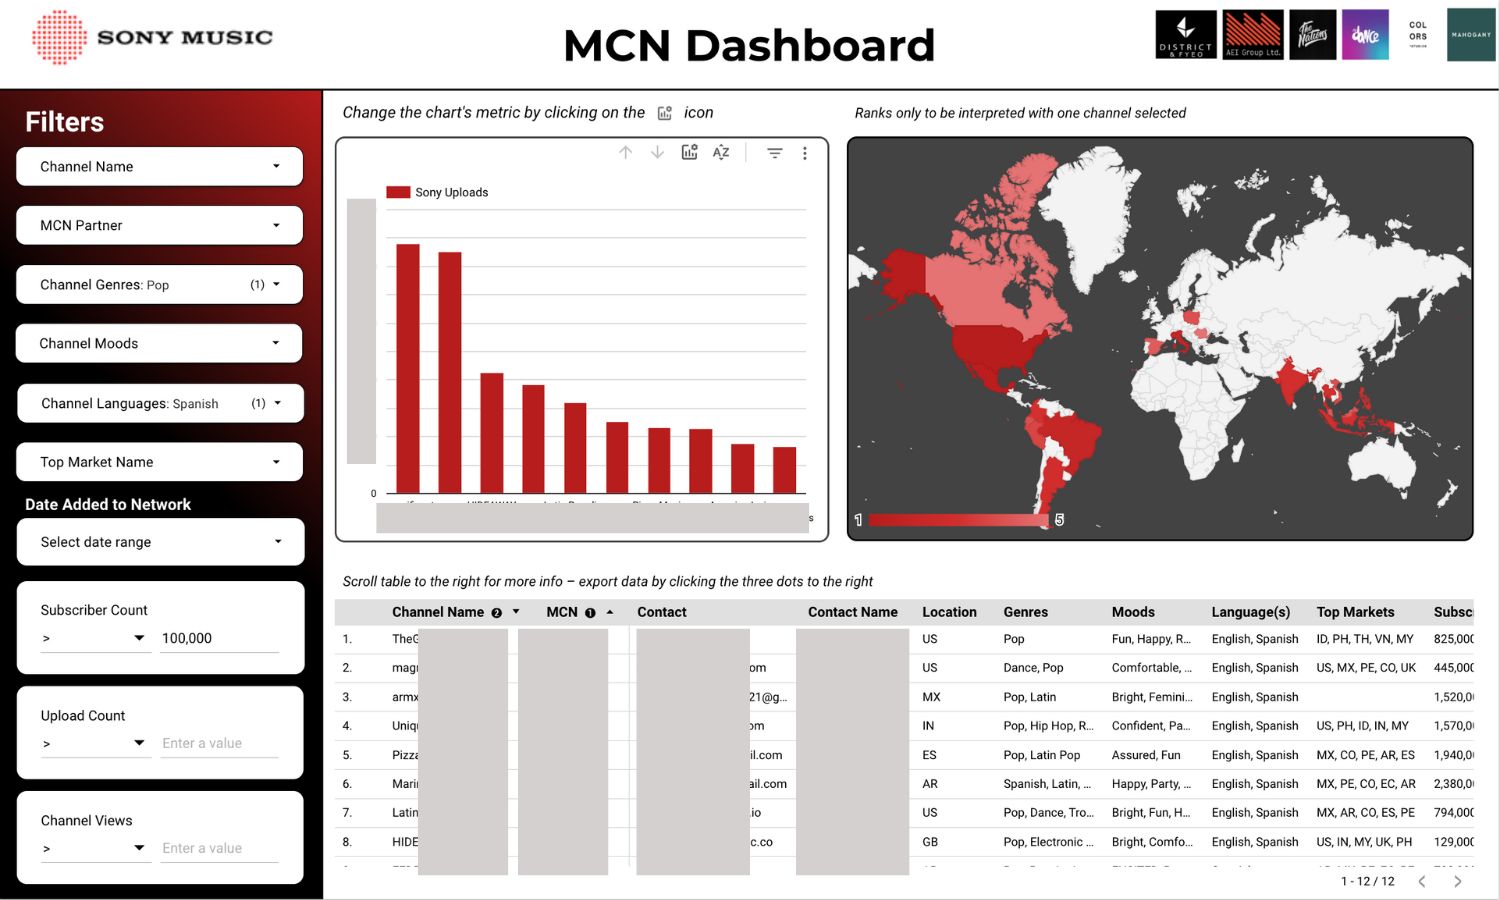 SONY MUSIC
MCN Dashboard
DISTRICT
& FYEO
AEI Group Ltd.
The Nations
dance
COL
ORS
MAHOGANY
Filters
Channel Name
MCN Partner
Channel Genres: Pop (1)
Channel Moods
Channel Languages: Spanish (1)
Top Market Name
Date Added to Network
Select date range
Subscriber Count
> 100,000
Upload Count
> Enter a value
Channel Views
> Enter a value
Change the chart's metric by clicking on the icon
Sony Uploads
0
s
Ranks only to be interpreted with one channel selected
1 5
Scroll table to the right for more info – export data by clicking the three dots to the right
Channel Name 2 MCN 1 Contact Contact Name Location Genres Moods Language(s) Top Markets Subsc
1. TheG US Pop Fun, Happy, R... English, Spanish ID, PH, TH, VN, MY 825,000
2. magi om US Dance, Pop Comfortable, ... English, Spanish US, MX, PE, CO, UK 445,000
3. armx 21@g... MX Pop, Latin Bright, Femini... English, Spanish 1,520,0
4. Uniqu om IN Pop, Hip Hop, R... Confident, Pa... English, Spanish US, PH, ID, IN, MY 1,570,0
5. Pizza il.com ES Pop, Latin Pop Assured, Fun English, Spanish MX, CO, PE, AR, ES 1,940,0
6. Marin ail.com AR Spanish, Latin, ... Happy, Party, ... English, Spanish MX, PE, CO, EC, AR 2,380,0
7. Latin .io US Pop, Dance, Tro... Bright, Fun, H... English, Spanish MX, AR, CO, ES, PE 794,000
8. HIDE c.co GB Pop, Electronic ... Bright, Comfo... English, Spanish US, IN, MY, UK, PH 129,000
1 - 12 / 12